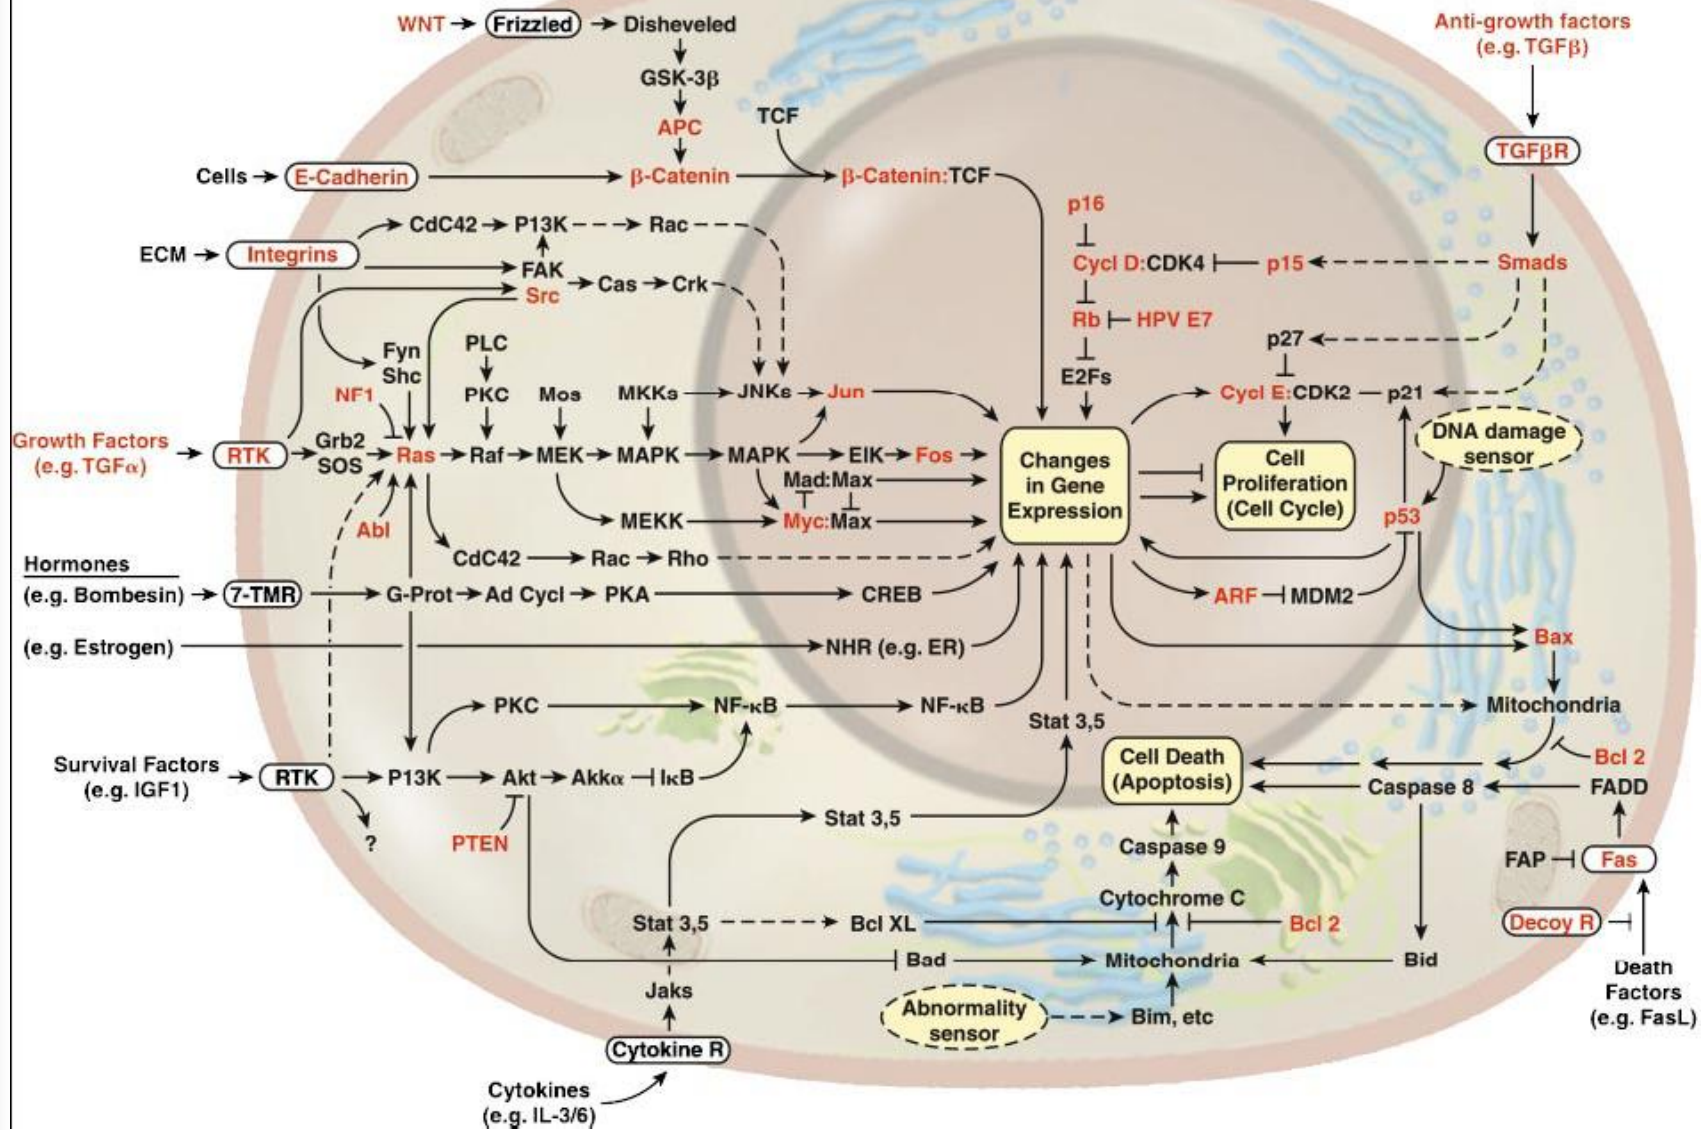 WNT → Frizzled → Disheveled
Anti-growth factors
(e.g. TGFβ)
GSK-3β
APC
TCF
TGFβR
Cells → E-Cadherin
β-Catenin
β-Catenin:TCF
p16
CdC42 → P13K
Rac
ECM → Integrins
FAK
Src
Cas → Crk
Cycl D:CDK4
p15
Smads
Rb
HPV E7
PLC
Fyn
Shc
p27
E2Fs
NF1
PKC
Mos
MKKs
JNKs
Jun
Cycl E:CDK2
p21
Growth Factors
(e.g. TGFα)
RTK
Grb2
SOS
Ras
Raf
MEK
MAPK
MAPK
ElK
Fos
Changes
in Gene
Expression
Cell
Proliferation
(Cell Cycle)
DNA damage
sensor
Mad:Max
Abl
MEKK
Myc:Max
p53
CdC42
Rac
Rho
Hormones
(e.g. Bombesin)
7-TMR
G-Prot
Ad Cycl
PKA
CREB
ARF
MDM2
(e.g. Estrogen)
NHR (e.g. ER)
Bax
PKC
NF-κB
NF-κB
Stat 3,5
Mitochondria
Survival Factors
(e.g. IGF1)
RTK
P13K
Akt
Akkα
IκB
Cell Death
(Apoptosis)
Bcl 2
Caspase 8
FADD
?
PTEN
Stat 3,5
Caspase 9
FAP
Fas
Cytochrome C
Stat 3,5
Bcl XL
Bcl 2
Decoy R
Bad
Mitochondria
Bid
Death
Factors
(e.g. FasL)
Jaks
Abnormality
sensor
Bim, etc
Cytokine R
Cytokines
(e.g. IL-3/6)